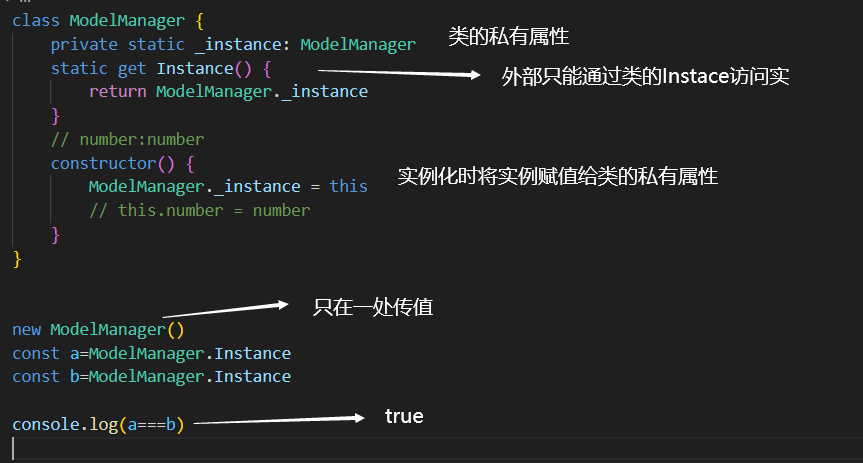 class ModelManager {
private static _instance: ModelManager 类的私有属性
static get Instance() { 外部只能通过类的Instace访问实
return ModelManager._instance
}
// number:number
constructor() {
ModelManager._instance = this 实例化时将实例赋值给类的私有属性
// this.number = number
}
}
只在一处传值
new ModelManager()
const a=ModelManager.Instance
const b=ModelManager.Instance
console.log(a===b) true